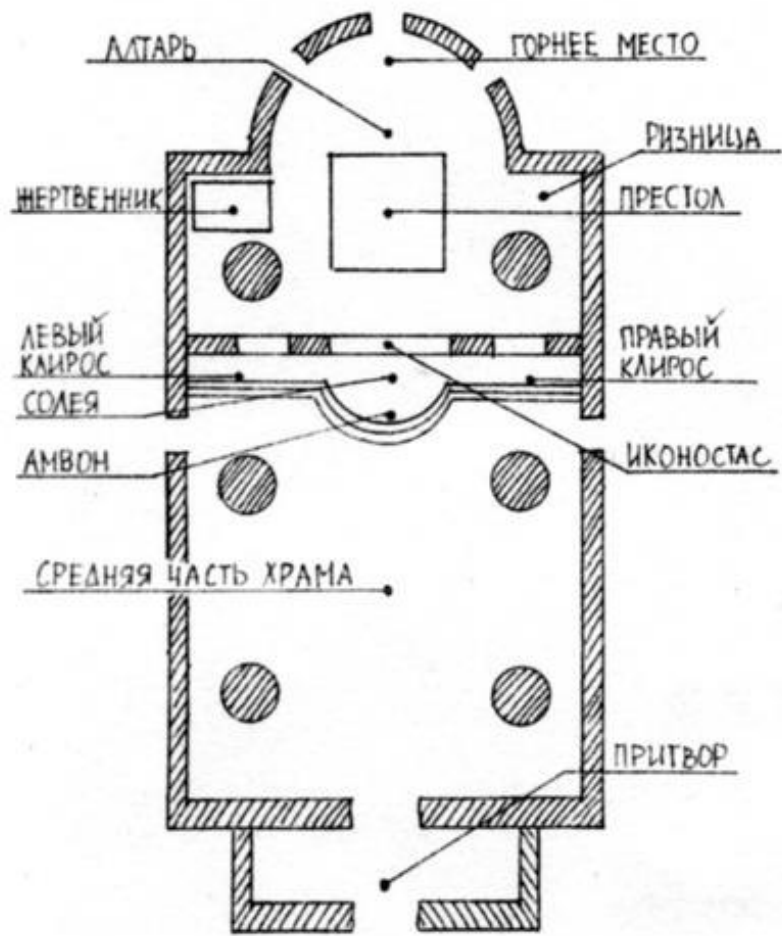 АЛТАРЬ
ГОРНЕЕ МЕСТО
РИЗНИЦА
ЖЕРТВЕННИК
ПРЕСТОЛ
ЛЕВЫЙ
КЛИРОС
ПРАВЫЙ
КЛИРОС
СОЛЕЯ
АМВОН
ИКОНОСТАС
СРЕДНЯЯ ЧАСТЬ ХРАМА
ПРИТВОР